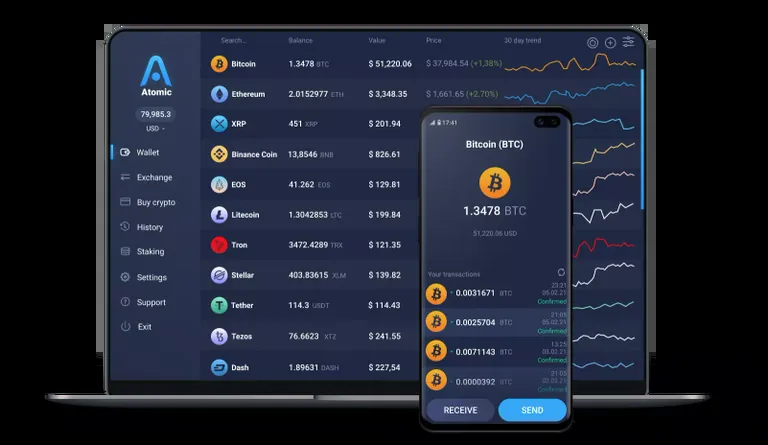 Search... Balance Value Price 30 day trend
Atomic
79,985.3
USD
Wallet
Exchange
Buy crypto
History
Staking
Settings
Support
Exit
Bitcoin 1.3478 BTC $ 51,220.06 $ 37,984.54 (+1,38%)
Ethereum 2.0152977 ETH $ 3,348.35 $ 1,661.65 (+2.70%)
XRP 451 XRP $ 201.94
Binance Coin 13,8546 BNB $ 826.61
EOS 41.262 EOS $ 129.81
Litecoin 1.3042853 LTC $ 199.84
Tron 3472.4289 TRX $ 121.35
Stellar 403.83615 XLM $ 139.82
Tether 114.3 USDT $ 114.43
Tezos 76.6623 XTZ $ 241.55
Dash 1.89631 DASH $ 227,54
17:41
Bitcoin (BTC)
1.3478 BTC
51,220.06 USD
Your transactions
23:21
0.0031671 BTC 05.02.21
Confirmed
21:05
0.0025704 BTC 05.02.21
Confirmed
13:25
0.0071143 BTC 03.02.21
Confirmed
0.0000392 BTC
Confirmed
RECEIVE SEND